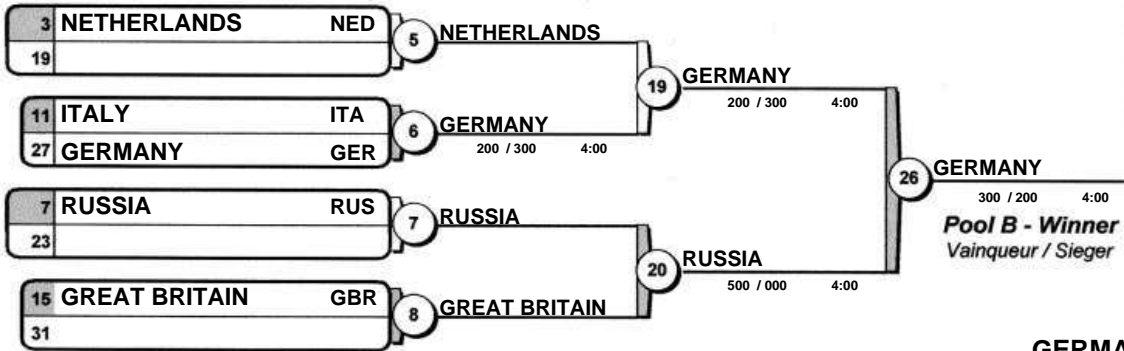 3 NETHERLANDS NED
19
5 NETHERLANDS
11 ITALY ITA
27 GERMANY GER
6 GERMANY
200 / 300 4:00
19 GERMANY
200 / 300 4:00
7 RUSSIA RUS
23
7 RUSSIA
15 GREAT BRITAIN GBR
31
8 GREAT BRITAIN
20 RUSSIA
500 / 000 4:00
26 GERMANY
300 / 200 4:00
Pool B - Winner
Vainqueur / Sieger